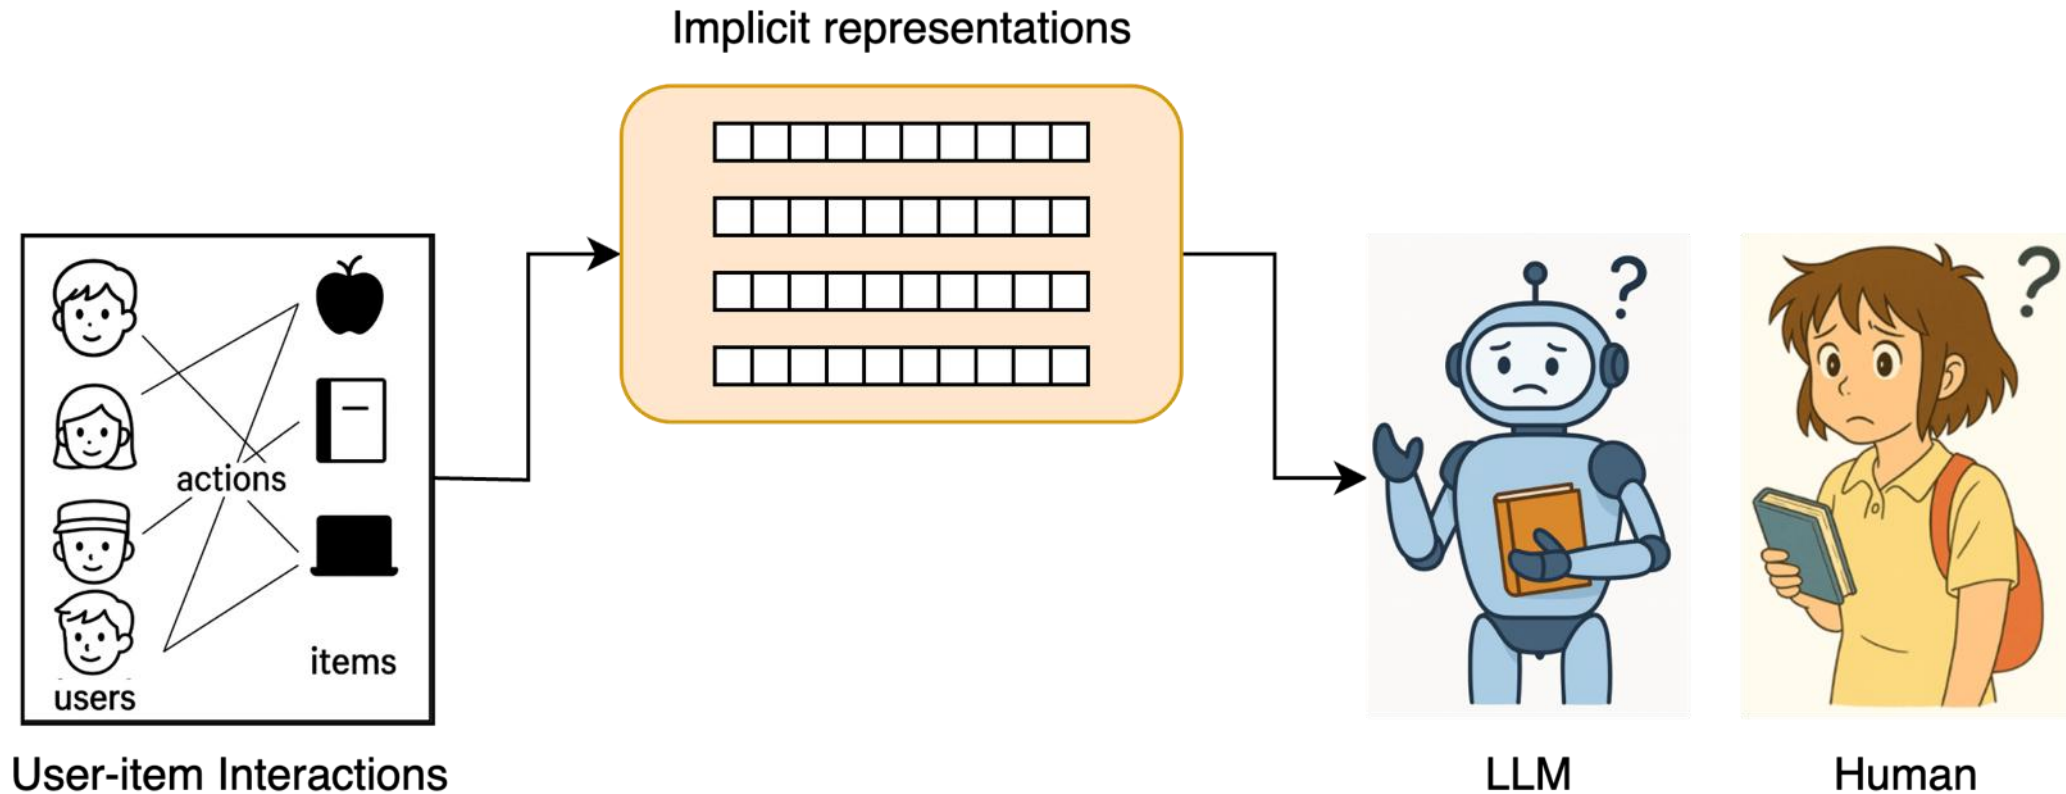 Implicit representations
actions
items
users
?
?
User-item Interactions
LLM
Human